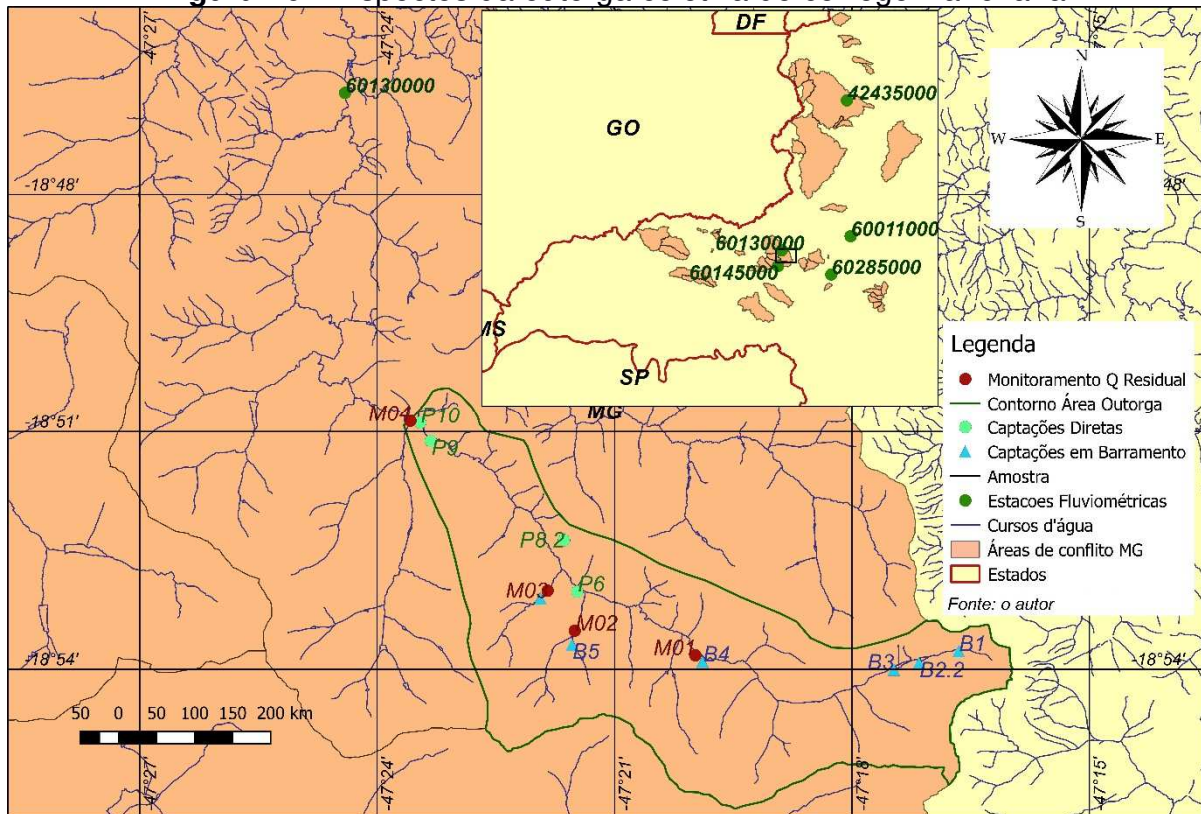 -47°27'
-47°24'
-47°15'
60130000
DF
GO
42435000
60011000
60130000
60145000
60285000
MS
SP
MG
N
W
E
S
-18°48'
48'
M04
P10
-18°51'
P9
P8.2
M03
P6
M02
B5
M01
B4
B3
B2.2
B1
-18°54'
-18°54'
50 0 50 100 150 200 km
-47°27'
-47°24'
-47°21'
-47°18'
-47°15'
Legenda
Monitoramento Q Residual
Contorno Área Outorga
Captações Diretas
Captações em Barramento
Amostra
Estacoes Fluviométricas
Cursos d'água
Áreas de conflito MG
Estados
Fonte: o autor